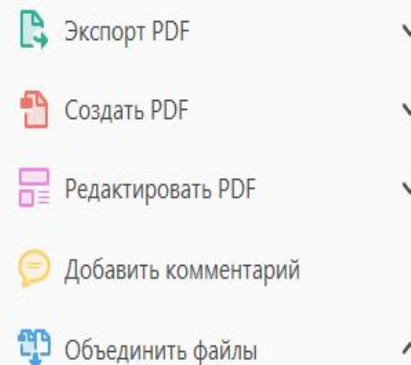 Экспорт PDF
Создать PDF
Редактировать PDF
Добавить комментарий
Объединить файлы